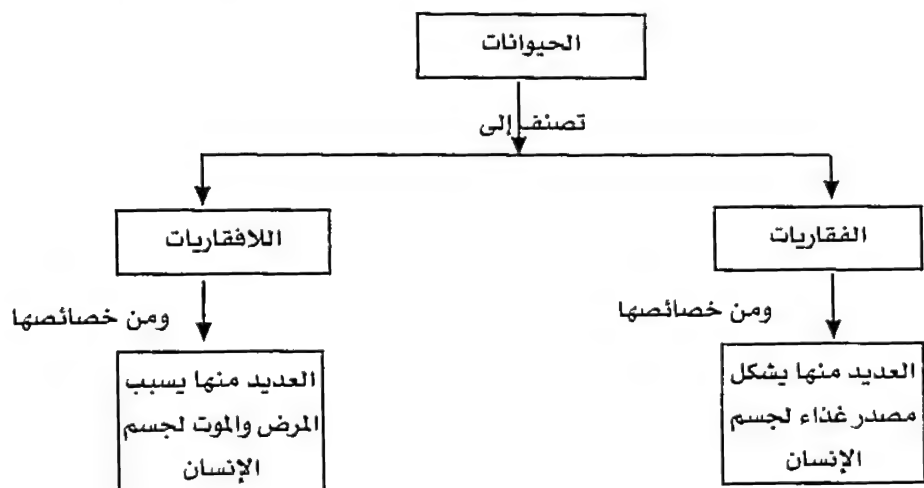 الحيوانات
تصنف إلى
الفقاريات
اللافقاريات
ومن خصائصها
ومن خصائصها
العديد منها يشكل
مصدر غذاء لجسم
الإنسان
العديد منها يسبب
المرض والموت لجسم
الإنسان